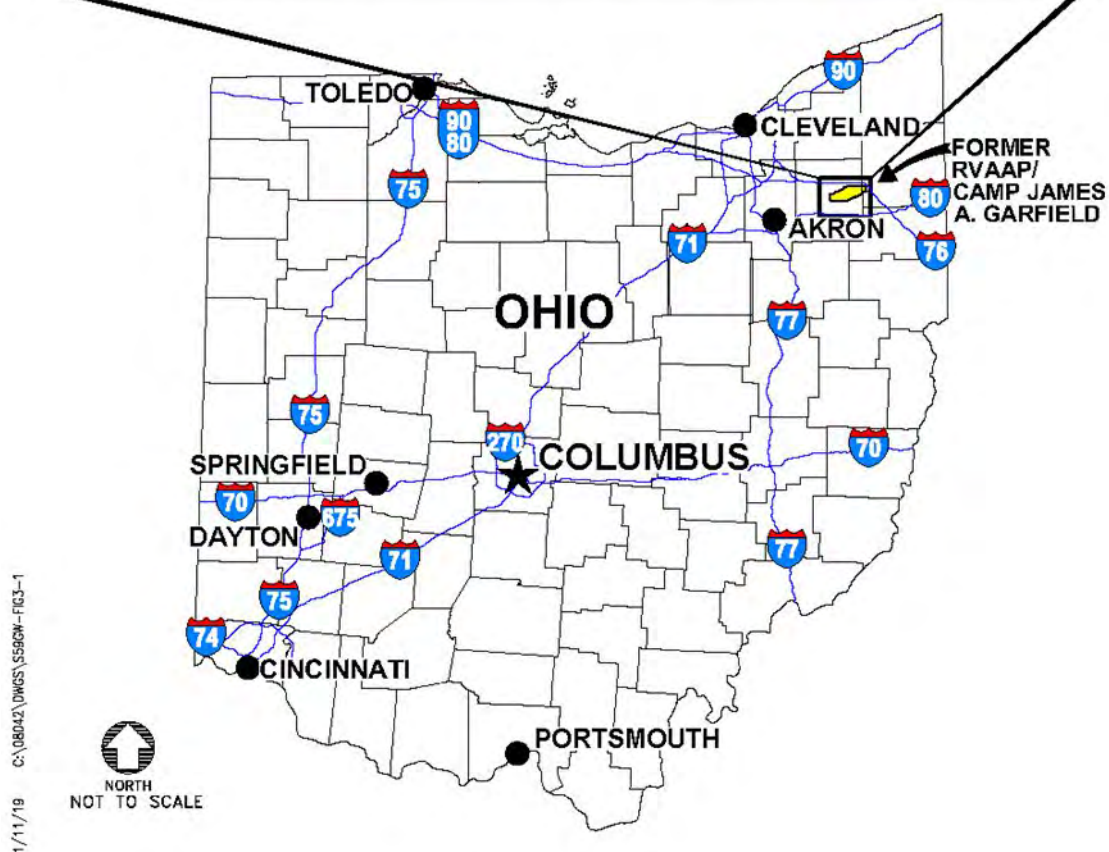 90
TOLEDO
90
80
CLEVELAND
FORMER
RVAAP/
CAMP JAMES
A. GARFIELD
75
80
AKRON
71
76
OHIO
77
75
270
70
COLUMBUS
SPRINGFIELD
70
675
DAYTON
71
77
75
74
CINCINNATI
PORTSMOUTH
NORTH
NOT TO SCALE
1/11/19 C:\08042\DWGS\S59GW-FIG3-1